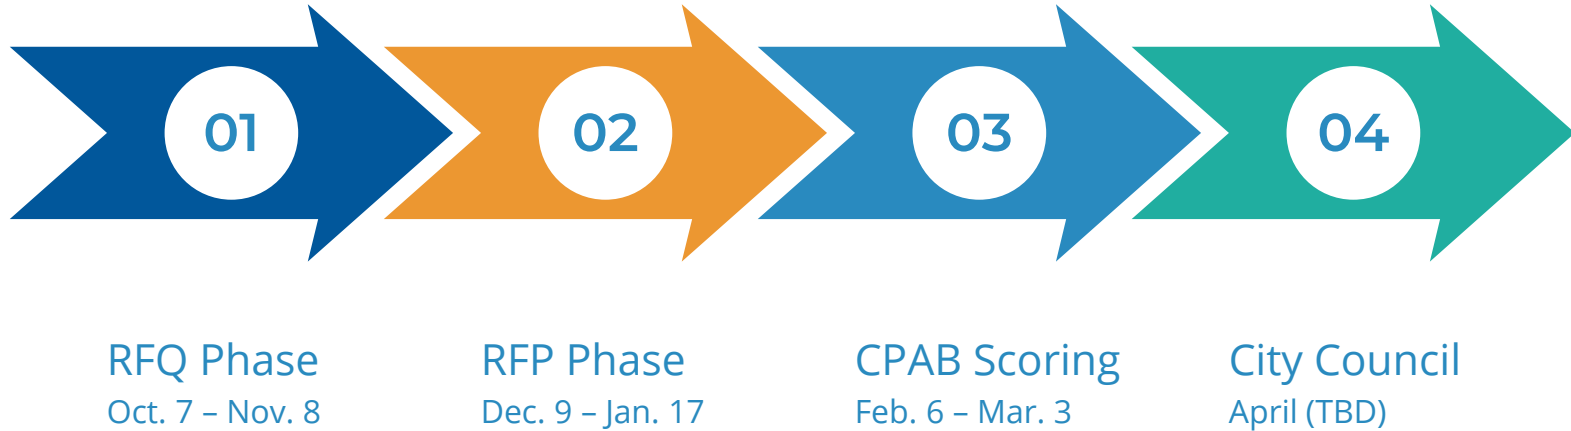 01
02
03
04
RFQ Phase
Oct. 7 – Nov. 8
RFP Phase
Dec. 9 – Jan. 17
CPAB Scoring
Feb. 6 – Mar. 3
City Council
April (TBD)